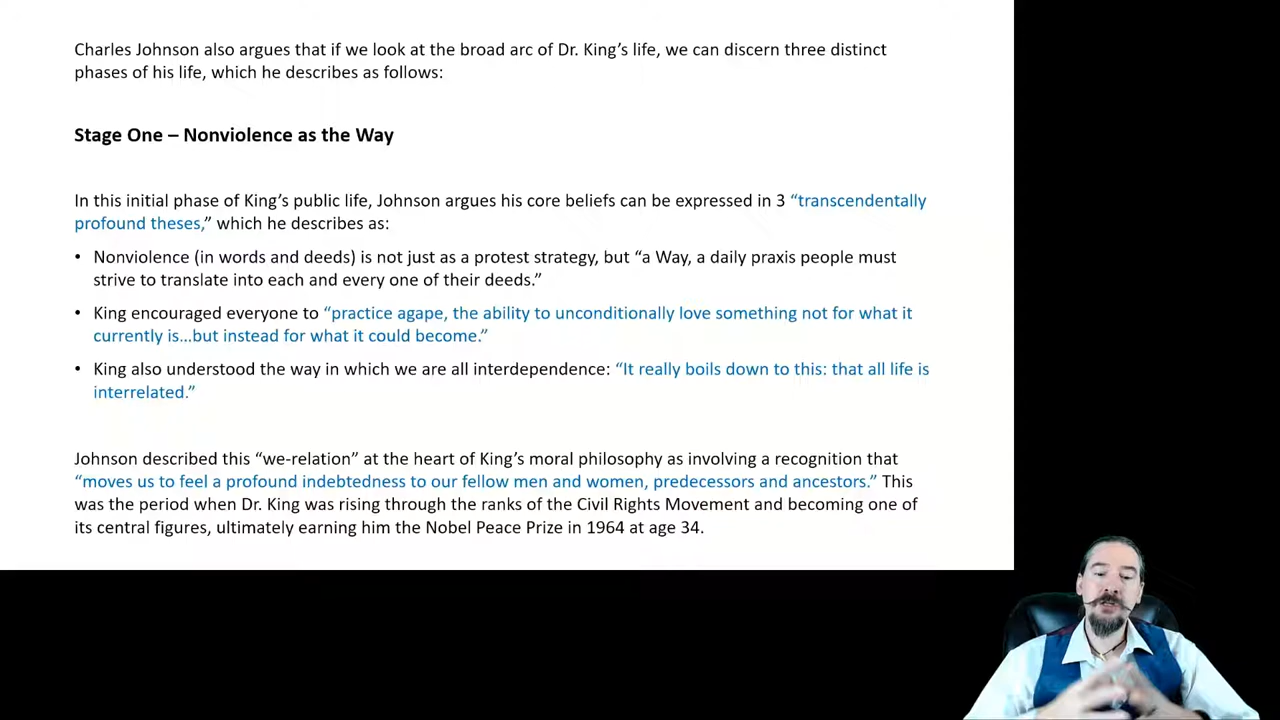 Charles Johnson also argues that if we look at the broad arc of Dr. King’s life, we can discern three distinct
phases of his life, which he describes as follows:
Stage One – Nonviolence as the Way
In this initial phase of King’s public life, Johnson argues his core beliefs can be expressed in 3 “transcendentally
profound theses,” which he describes as:
• Nonviolence (in words and deeds) is not just as a protest strategy, but “a Way, a daily praxis people must
strive to translate into each and every one of their deeds.”
• King encouraged everyone to “practice agape, the ability to unconditionally love something not for what it
currently is…but instead for what it could become.”
• King also understood the way in which we are all interdependence: “It really boils down to this: that all life is
interrelated.”
Johnson described this “we-relation” at the heart of King’s moral philosophy as involving a recognition that
“moves us to feel a profound indebtedness to our fellow men and women, predecessors and ancestors.” This
was the period when Dr. King was rising through the ranks of the Civil Rights Movement and becoming one of
its central figures, ultimately earning him the Nobel Peace Prize in 1964 at age 34.